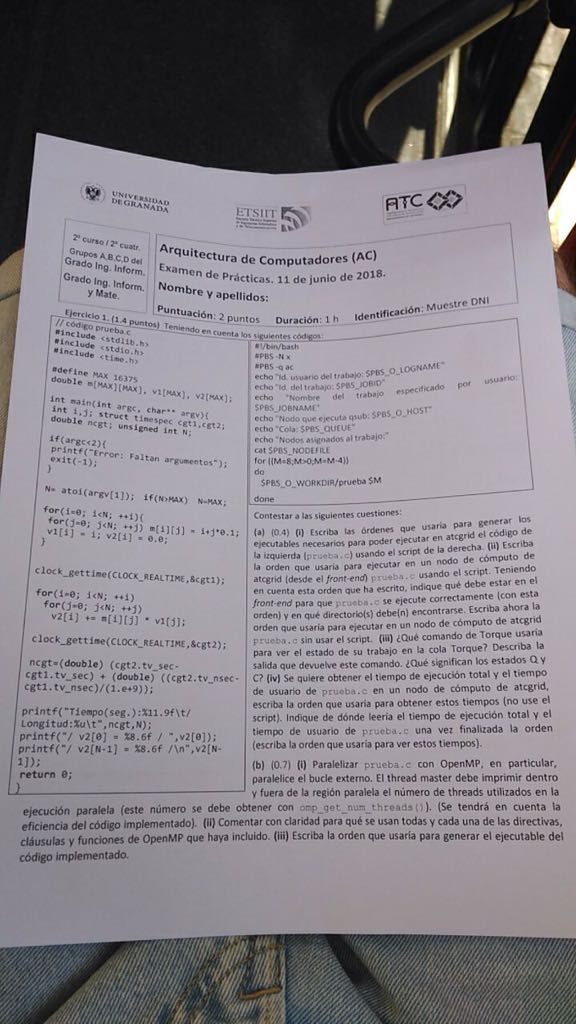 UNIVERSIDAD
DE GRANADA
ETSIIT
ATC
2º curso / 2º cuatr.
Grupos A,B,C,D del
Grado Ing. Inform.
Grado Ing. Inform.
y Mate.
Arquitectura de Computadores (AC)
Examen de Prácticas. 11 de junio de 2018.
Nombre y apellidos:
Puntuación: 2 puntos Duración: 1 h Identificación: Muestre DNI
Ejercicio 1. (1.4 puntos) Teniendo en cuenta los siguientes códigos:
// código prueba.c
#include <stdlib.h>
#include <stdio.h>
#include <time.h>
#define MAX 16375
double m[MAX][MAX], v1[MAX], v2[MAX];
int main(int argc, char** argv){
int i,j; struct timespec cgt1,cgt2;
double ncgt; unsigned int N;
if(argc<2){
printf("Error: Faltan argumentos");
exit(-1);
}
N= atoi(argv[1]); if(N>MAX) N=MAX;
for(i=0; i<N; ++i){
for(j=0; j<N; ++j) m[i][j] = i+j*0.1;
v1[i] = i; v2[i] = 0.0;
}
clock_gettime(CLOCK_REALTIME,&cgt1);
for(i=0; i<N; ++i)
for(j=0; j<N; ++j)
v2[i] += m[i][j] * v1[j];
clock_gettime(CLOCK_REALTIME,&cgt2);
ncgt=(double) (cgt2.tv_sec-
cgt1.tv_sec) + (double) ((cgt2.tv_nsec-
cgt1.tv_nsec)/(1.e+9));
printf("Tiempo(seg.):%11.9f\t/
Longitud:%u\t",ncgt,N);
printf("/ v2[0] = %8.6f / ",v2[0]);
printf("/ v2[N-1] = %8.6f /\n",v2[N-
1]);
return 0;
}
#!/bin/bash
#PBS -N x
#PBS -q ac
echo "Id. usuario del trabajo: $PBS_O_LOGNAME"
echo "Id. del trabajo: $PBS_JOBID"
echo "Nombre del trabajo especificado por usuario:
$PBS_JOBNAME"
echo "Nodo que ejecuta qsub: $PBS_O_HOST"
echo "Cola: $PBS_QUEUE"
echo "Nodos asignados al trabajo:"
cat $PBS_NODEFILE
for ((M=8;M>0;M=M-4))
do
$PBS_O_WORKDIR/prueba $M
done
Contestar a las siguientes cuestiones:
(a) (0.4) (i) Escriba las órdenes que usaría para generar los
ejecutables necesarios para poder ejecutar en atcgrid el código de
la izquierda (prueba.c) usando el script de la derecha. (ii) Escriba
la orden que usaría para ejecutar en un nodo de cómputo de
atcgrid (desde el front-end) prueba.c usando el script. Teniendo
en cuenta esta orden que ha escrito, indique qué debe estar en el
front-end para que prueba.c se ejecute correctamente (con esta
orden) y en qué directorio(s) debe(n) encontrarse. Escriba ahora la
orden que usaría para ejecutar en un nodo de cómputo de atcgrid
prueba.c sin usar el script. (iii) ¿Qué comando de Torque usaría
para ver el estado de su trabajo en la cola Torque? Describa la
salida que devuelve este comando. ¿Qué significan los estados Q y
C? (iv) Se quiere obtener el tiempo de ejecución total y el tiempo
de usuario de prueba.c en un nodo de cómputo de atcgrid,
escriba la orden que usaría para obtener estos tiempos (no use el
script). Indique de dónde leería el tiempo de ejecución total y el
tiempo de usuario de prueba.c una vez finalizada la orden
(escriba la orden que usaría para ver estos tiempos).
(b) (0.7) (i) Paralelizar prueba.c con OpenMP, en particular,
paralelice el bucle externo. El thread master debe imprimir dentro
y fuera de la región paralela el número de threads utilizados en la
ejecución paralela (este número se debe obtener con omp_get_num_threads()). (Se tendrá en cuenta la
eficiencia del código implementado). (ii) Comentar con claridad para qué se usan todas y cada una de las directivas,
cláusulas y funciones de OpenMP que haya incluido. (iii) Escriba la orden que usaría para generar el ejecutable del
código implementado.